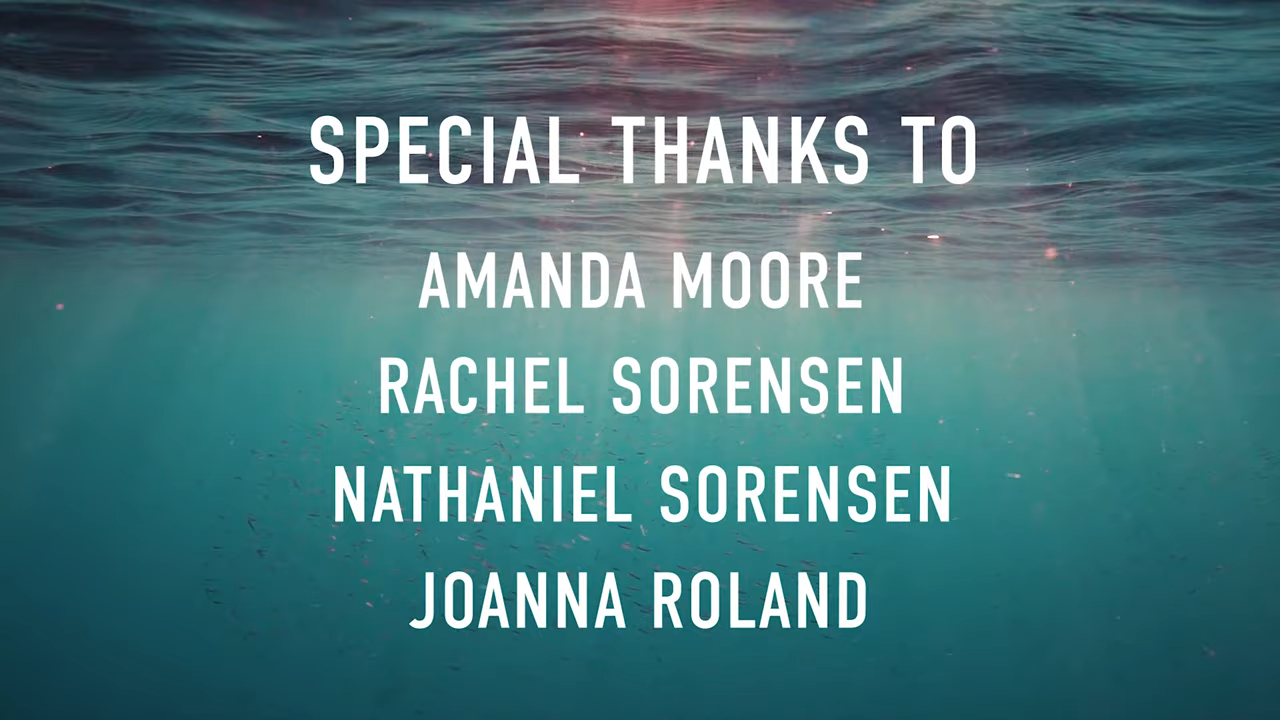 SPECIAL THANKS TO
AMANDA MOORE
RACHEL SORENSEN
NATHANIEL SORENSEN
JOANNA ROLAND